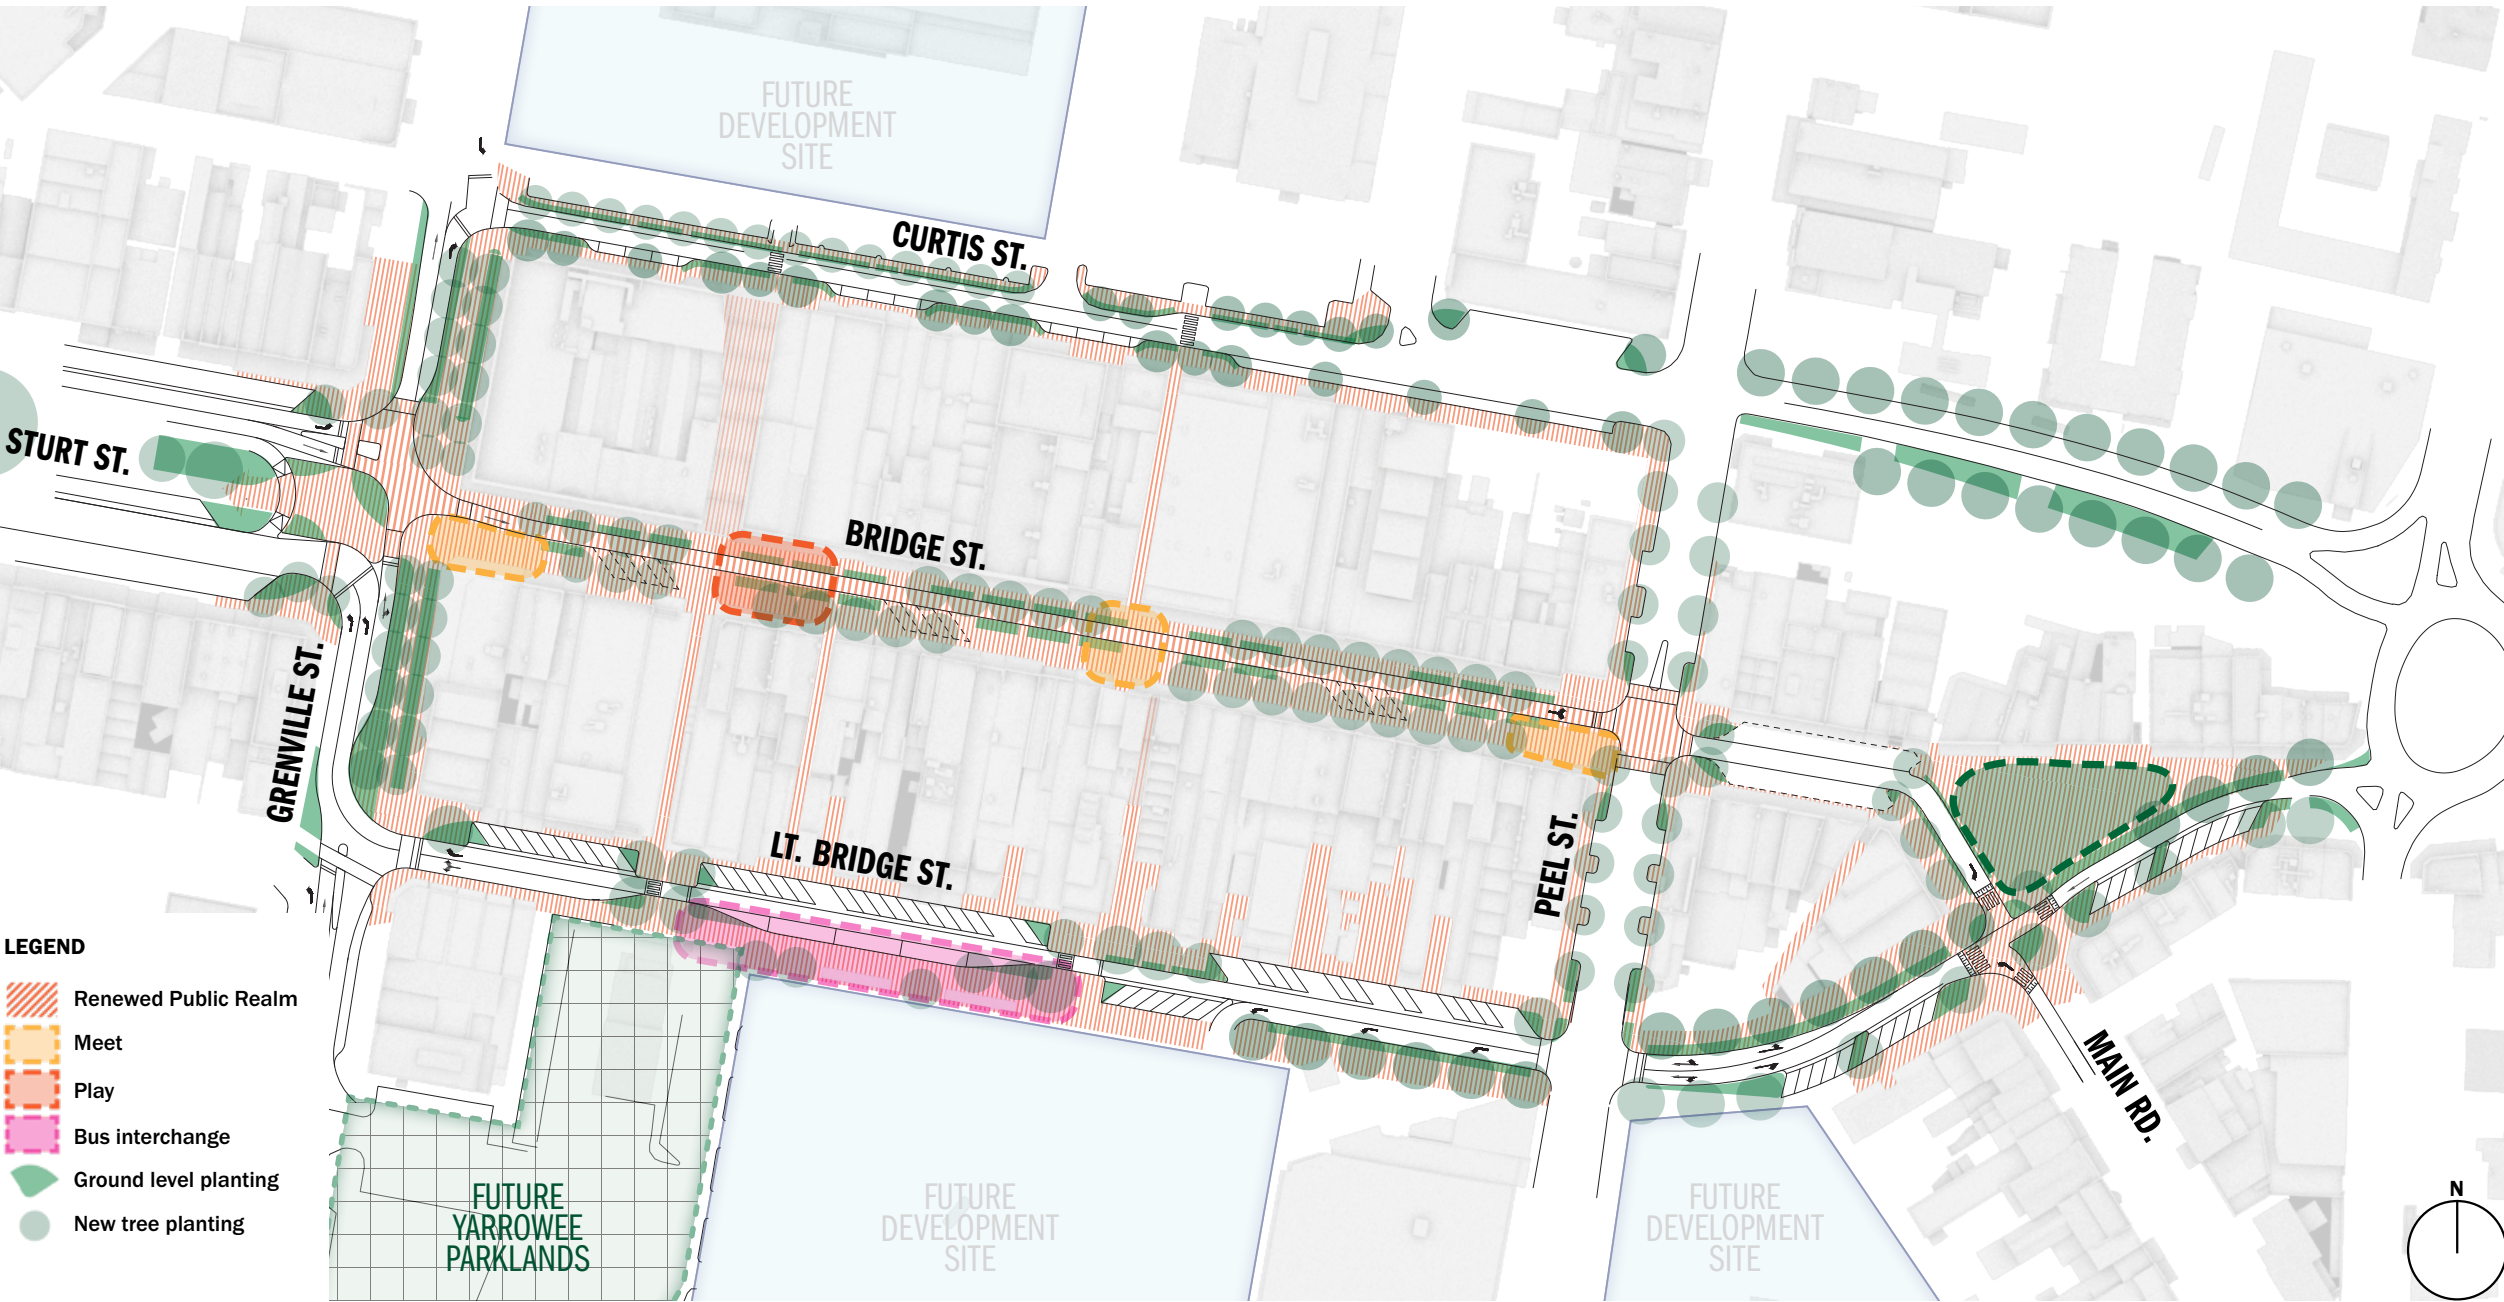 FUTURE
DEVELOPMENT
SITE
CURTIS ST.
STURT ST.
BRIDGE ST.
GRENVILLE ST.
LT. BRIDGE ST.
PEEL ST.
MAIN RD.
LEGEND
Renewed Public Realm
Meet
Play
Bus interchange
Ground level planting
New tree planting
FUTURE
YARROWEE
PARKLANDS
FUTURE
DEVELOPMENT
SITE
FUTURE
DEVELOPMENT
SITE
N